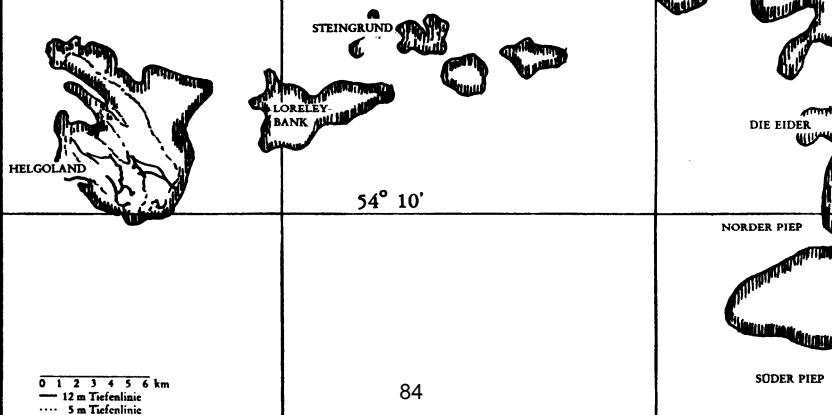 STEINGRUND
LORELEY-
BANK
DIE EIDER
HELGOLAND
54° 10'
NORDER PIEP
SÜDER PIEP
0 1 2 3 4 5 6 km
12 m Tiefenlinie
5 m Tiefenlinie
84